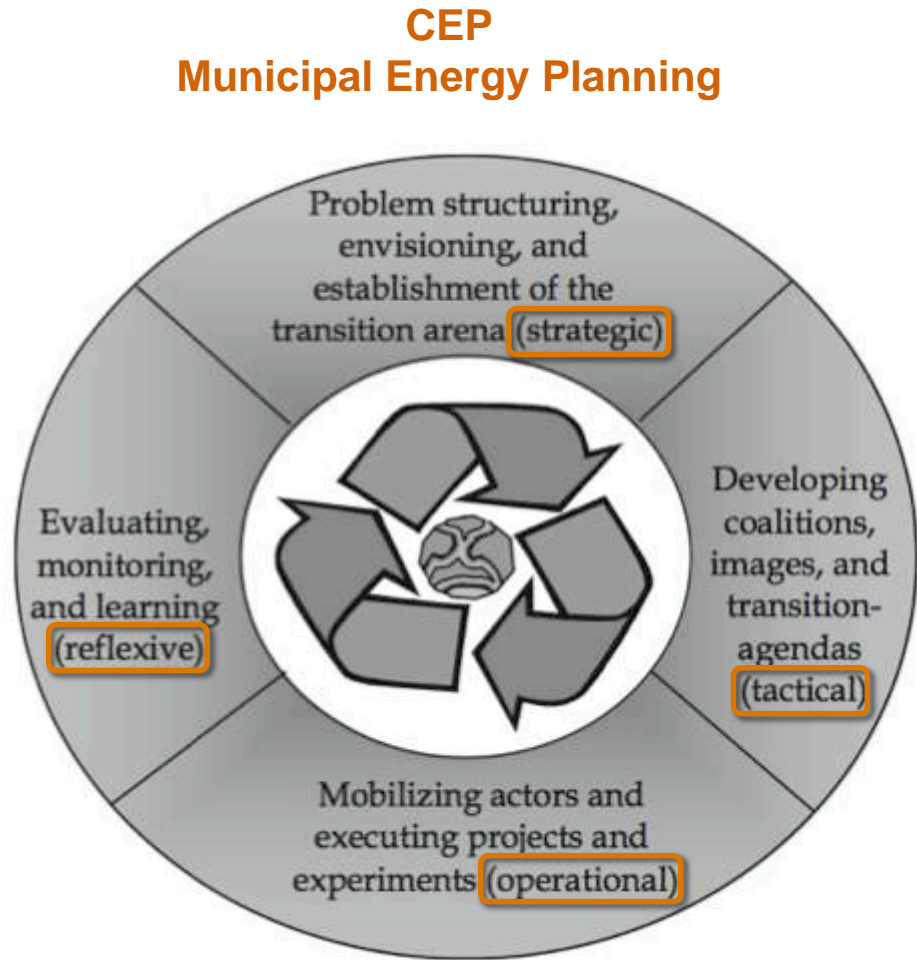 CEP
Municipal Energy Planning
Problem structuring,
envisioning, and
establishment of the
transition arena (strategic)
Developing
coalitions,
images, and
transition-
agendas
(tactical)
Mobilizing actors and
executing projects and
experiments (operational)
Evaluating,
monitoring,
and learning
(reflexive)